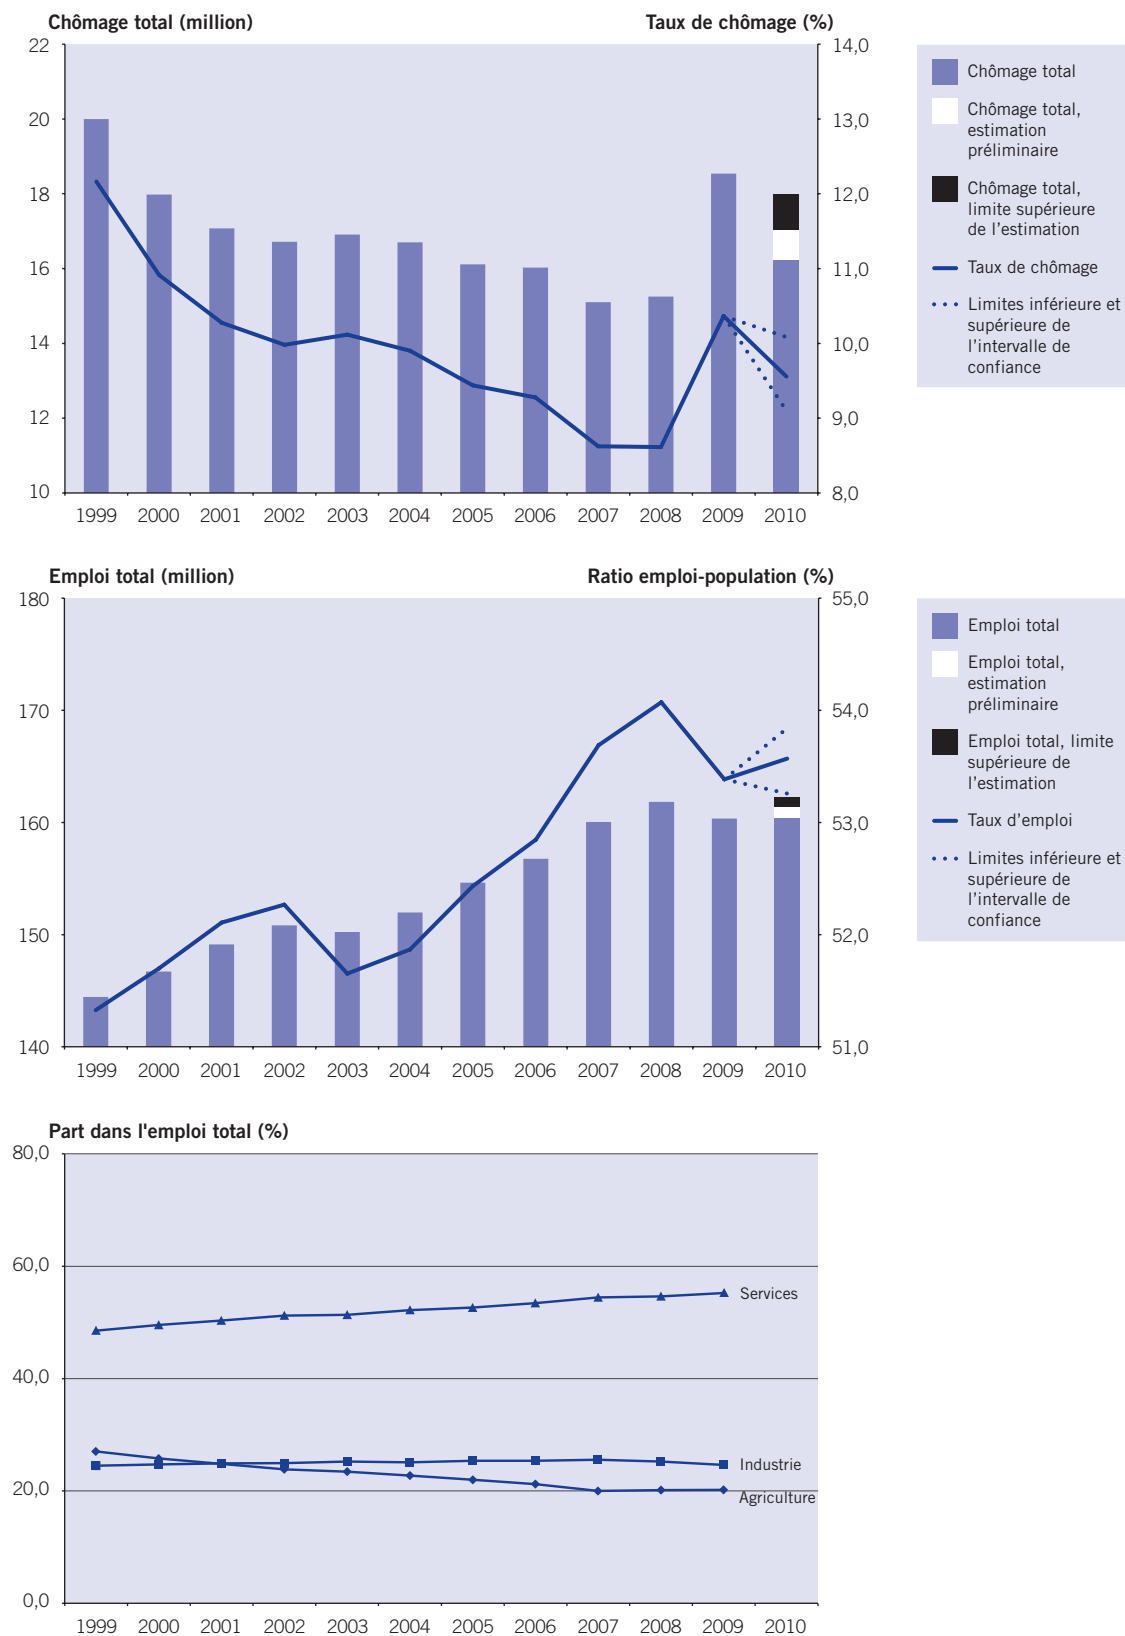 Chômage total (million)
Taux de chômage (%)
22
20
18
16
14
12
10
14,0
13,0
12,0
11,0
10,0
9,0
8,0
1999 2000 2001 2002 2003 2004 2005 2006 2007 2008 2009 2010
Chômage total
Chômage total,
estimation
préliminaire
Chômage total,
limite supérieure
de l'estimation
Taux de chômage
Limites inférieure et
supérieure de
l'intervalle de
confiance
Emploi total (million)
Ratio emploi-population (%)
180
170
160
150
140
55,0
54,0
53,0
52,0
51,0
1999 2000 2001 2002 2003 2004 2005 2006 2007 2008 2009 2010
Emploi total
Emploi total,
estimation
préliminaire
Emploi total, limite
supérieure de
l'estimation
Taux d'emploi
Limites inférieure et
supérieure de
l'intervalle de
confiance
Part dans l'emploi total (%)
80,0
60,0
40,0
20,0
0,0
Services
Industrie
Agriculture
1999 2000 2001 2002 2003 2004 2005 2006 2007 2008 2009 2010